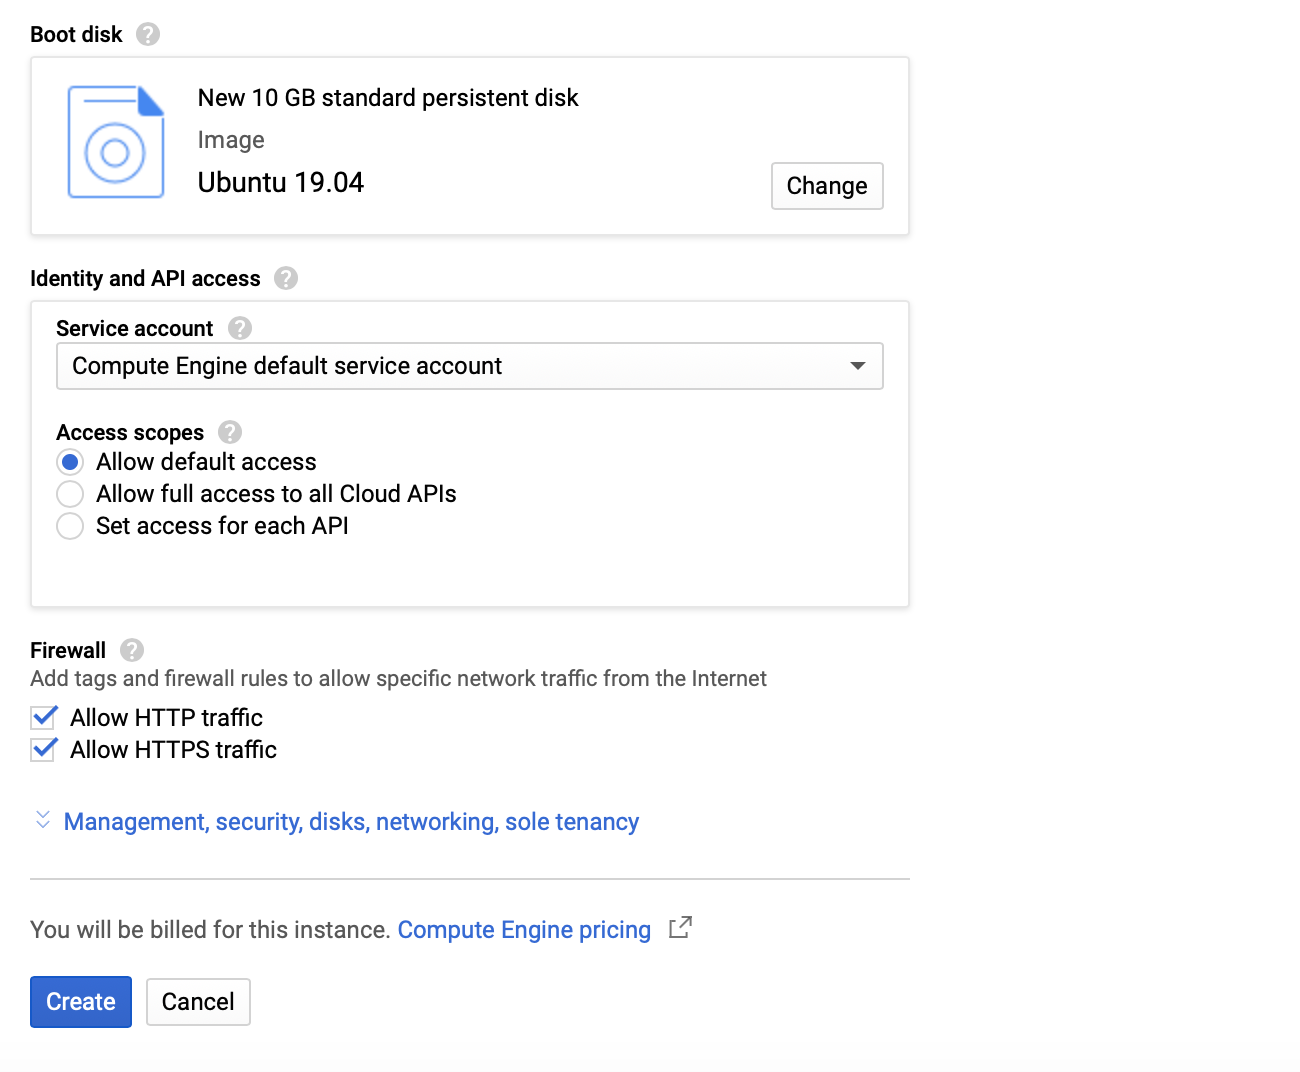 Boot disk ?
New 10 GB standard persistent disk
Image
Ubuntu 19.04
Change
Identity and API access ?
Service account ?
Compute Engine default service account
Access scopes ?
Allow default access
Allow full access to all Cloud APIs
Set access for each API
Firewall ?
Add tags and firewall rules to allow specific network traffic from the Internet
Allow HTTP traffic
Allow HTTPS traffic
Management, security, disks, networking, sole tenancy
You will be billed for this instance. Compute Engine pricing
Create Cancel